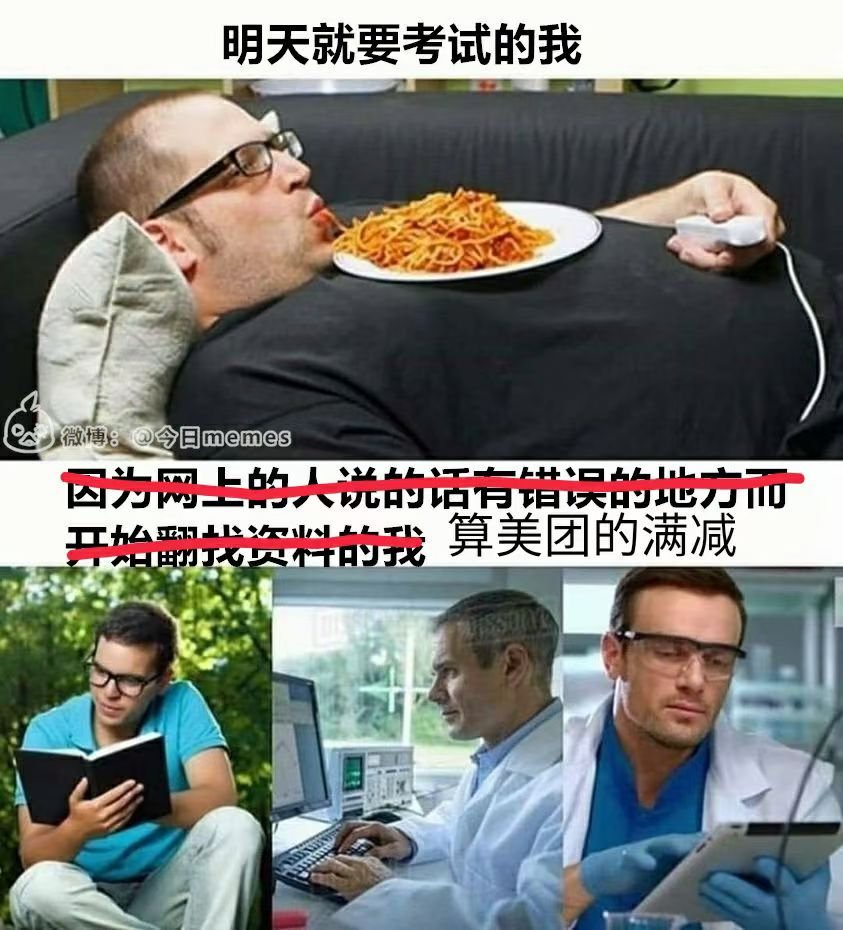 明天就要考试的我
微博：@今日memes
因为网上的人说的话有错误的地方而
开始翻找资料的我 算美团的满减